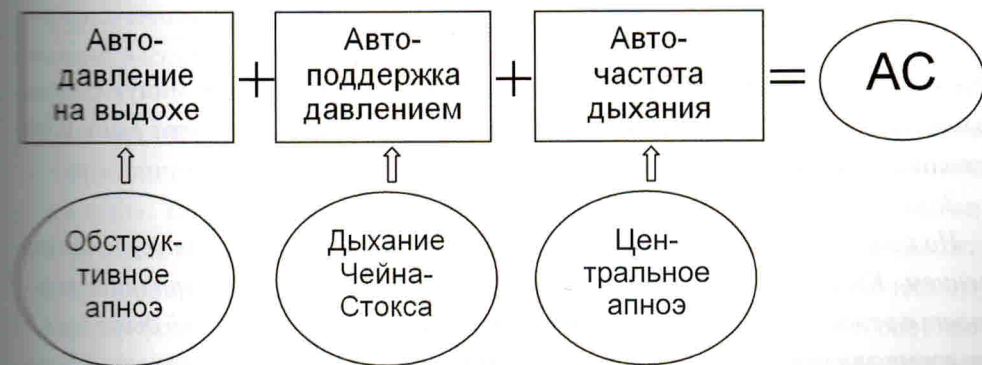 Авто-
давление
на выдохе
+
Авто-
поддержка
давлением
+
Авто-
частота
дыхания
=
АС
Обструк-
тивное
апноэ
Дыхание
Чейна-
Стокса
Цен-
тральное
апноэ